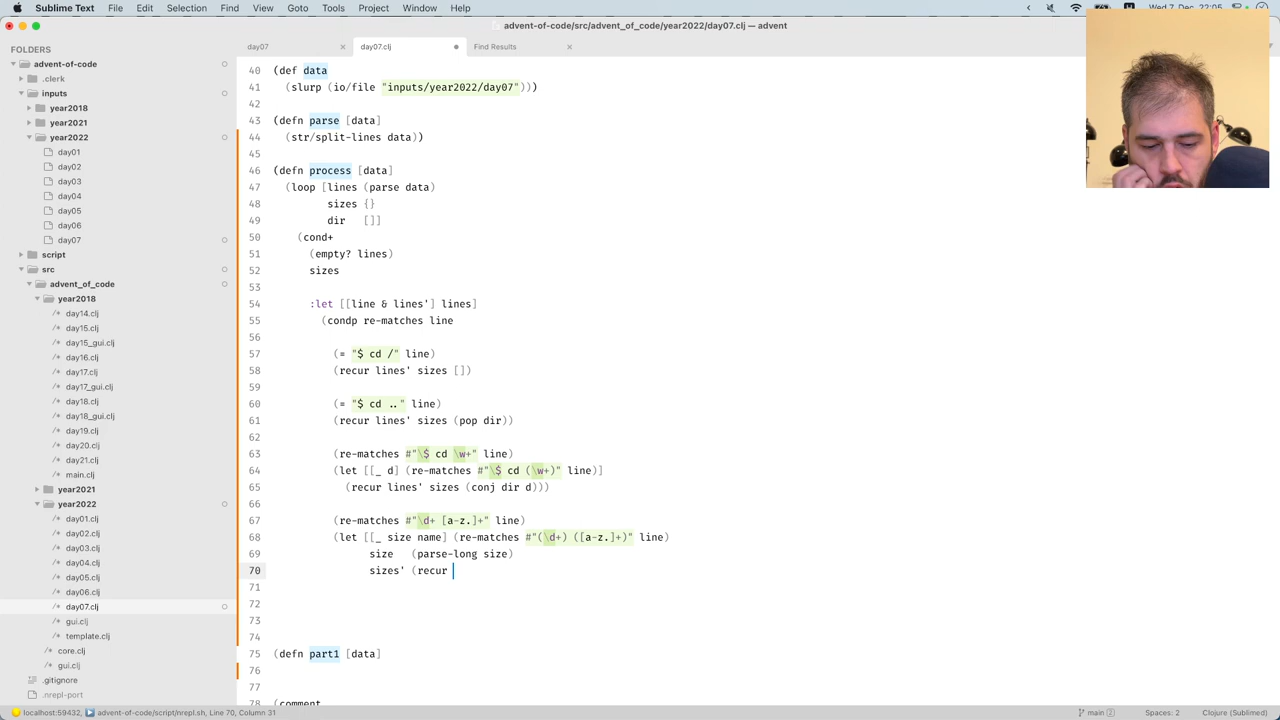 Sublime Text File Edit Selection Find View Goto Tools Project Window Help
Wed 7. Dec 22:05
advent-of-code/src/advent_of_code/year2022/day07.clj — advent
FOLDERS
advent-of-code
.clerk
inputs
year2018
year2021
year2022
day01
day02
day03
day04
day05
day06
day07
script
src
advent_of_code
year2018
day14.clj
day15.clj
day15_gui.clj
day16.clj
day17.clj
day17_gui.clj
day18.clj
day18_gui.clj
day19.clj
day20.clj
day21.clj
main.clj
year2021
year2022
day01.clj
day02.clj
day03.clj
day04.clj
day05.clj
day06.clj
day07.clj
gui.clj
template.clj
core.clj
gui.clj
.gitignore
.nrepl-port
day07 day07.clj Find Results
40 (def data
41 (slurp (io/file "inputs/year2022/day07")))
42
43 (defn parse [data]
44 (str/split-lines data))
45
46 (defn process [data]
47 (loop [lines (parse data)
48 sizes {}
49 dir []]
50 (cond+
51 (empty? lines)
52 sizes
53
54 :let [[line & lines'] lines]
55 (condp re-matches line
56
57 (= "$ cd /" line)
58 (recur lines' sizes [])
59
60 (= "$ cd .." line)
61 (recur lines' sizes (pop dir))
62
63 (re-matches #"\$ cd \w+" line)
64 (let [[_ d] (re-matches #"\$ cd (\w+)" line)]
65 (recur lines' sizes (conj dir d)))
66
67 (re-matches #"\d+ [a-z.]+" line)
68 (let [[_ size name] (re-matches #"(\d+) ([a-z.]+)" line)
69 size (parse-long size)
70 sizes' (recur
71
72
73
74
75 (defn part1 [data]
76
77
78 (comment
localhost:59432, advent-of-code/script/nrepl.sh, Line 70, Column 31
main 2 Spaces: 2 Clojure (Sublimed)